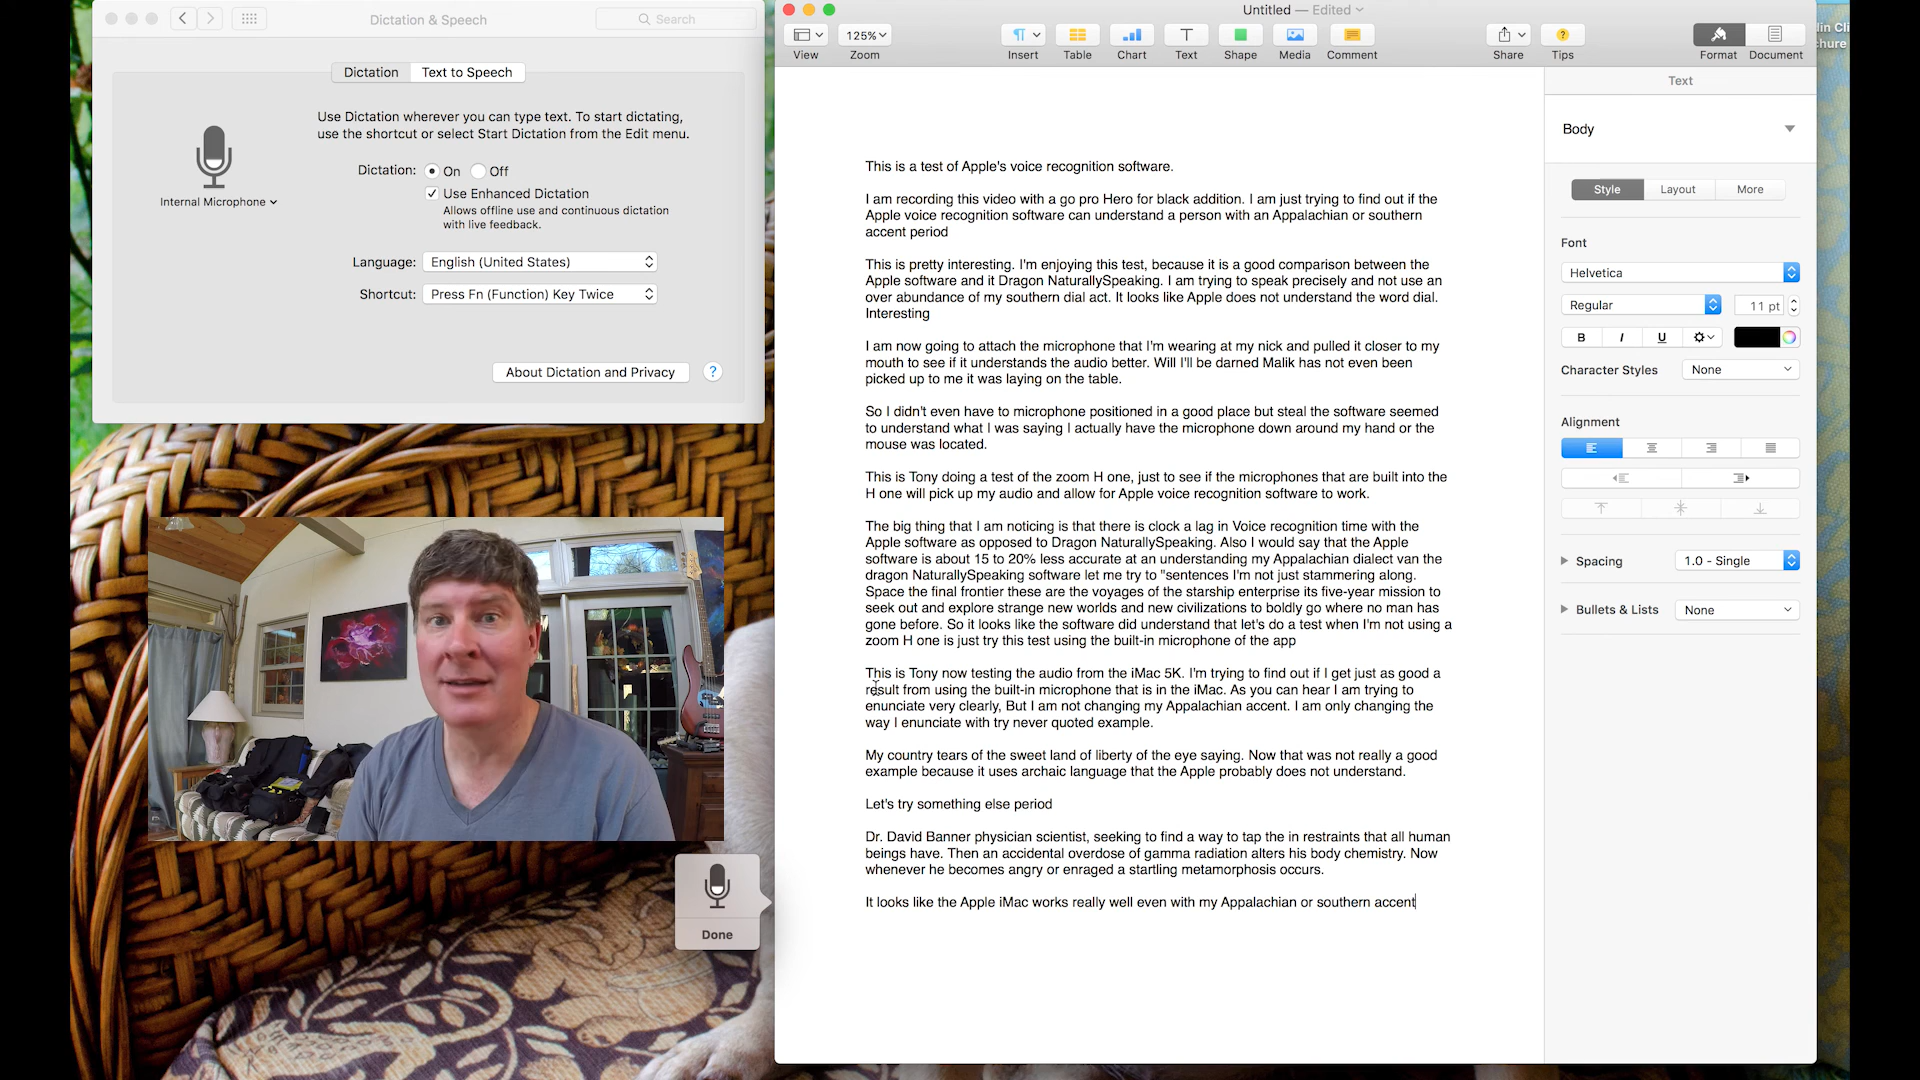 Dictation & Speech
Search
Dictation
Text to Speech
Use Dictation wherever you can type text. To start dictating,
use the shortcut or select Start Dictation from the Edit menu.
Internal Microphone
Dictation: On Off
Use Enhanced Dictation
Allows offline use and continuous dictation
with live feedback.
Language: English (United States)
Shortcut: Press Fn (Function) Key Twice
About Dictation and Privacy ?
Done
Untitled — Edited
125%
View Zoom Insert Table Chart Text Shape Media Comment Share Tips Format Document
This is a test of Apple's voice recognition software.
I am recording this video with a go pro Hero for black addition. I am just trying to find out if the
Apple voice recognition software can understand a person with an Appalachian or southern
accent period
This is pretty interesting. I'm enjoying this test, because it is a good comparison between the
Apple software and it Dragon NaturallySpeaking. I am trying to speak precisely and not use an
over abundance of my southern dial act. It looks like Apple does not understand the word dial.
Interesting
I am now going to attach the microphone that I'm wearing at my nick and pulled it closer to my
mouth to see if it understands the audio better. Will I'll be darned Malik has not even been
picked up to me it was laying on the table.
So I didn't even have to microphone positioned in a good place but steal the software seemed
to understand what I was saying I actually have the microphone down around my hand or the
mouse was located.
This is Tony doing a test of the zoom H one, just to see if the microphones that are built into the
H one will pick up my audio and allow for Apple voice recognition software to work.
The big thing that I am noticing is that there is clock a lag in Voice recognition time with the
Apple software as opposed to Dragon NaturallySpeaking. Also I would say that the Apple
software is about 15 to 20% less accurate at an understanding my Appalachian dialect van the
dragon NaturallySpeaking software let me try to "sentences I'm not just stammering along.
Space the final frontier these are the voyages of the starship enterprise its five-year mission to
seek out and explore strange new worlds and new civilizations to boldly go where no man has
gone before. So it looks like the software did understand that let's do a test when I'm not using a
zoom H one is just try this test using the built-in microphone of the app
This is Tony now testing the audio from the iMac 5K. I'm trying to find out if I get just as good a
result from using the built-in microphone that is in the iMac. As you can hear I am trying to
enunciate very clearly, But I am not changing my Appalachian accent. I am only changing the
way I enunciate with try never quoted example.
My country tears of the sweet land of liberty of the eye saying. Now that was not really a good
example because it uses archaic language that the Apple probably does not understand.
Let's try something else period
Dr. David Banner physician scientist, seeking to find a way to tap the in restraints that all human
beings have. Then an accidental overdose of gamma radiation alters his body chemistry. Now
whenever he becomes angry or enraged a startling metamorphosis occurs.
It looks like the Apple iMac works really well even with my Appalachian or southern accent
Text
Body
Style Layout More
Font
Helvetica
Regular 11 pt
B I U
Character Styles None
Alignment
Spacing 1.0 - Single
Bullets & Lists None